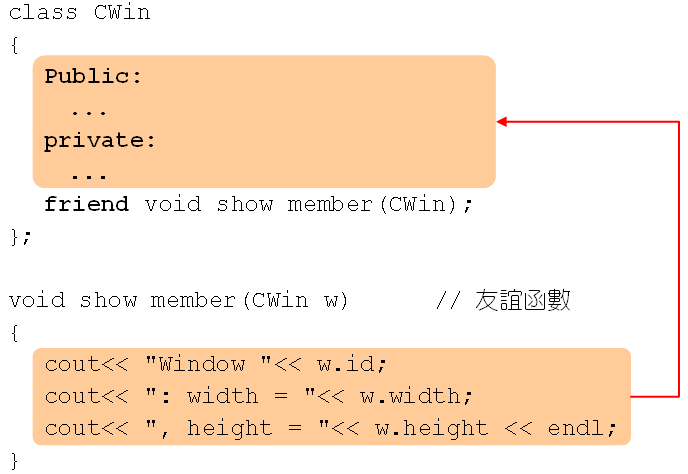 class CWin
{
Public:
...
private:
...
friend void show member(CWin);
};
void show member(CWin w) // 友誼函數
{
cout<< "Window "<< w.id;
cout<< ": width = "<< w.width;
cout<< ", height = "<< w.height << endl;
}